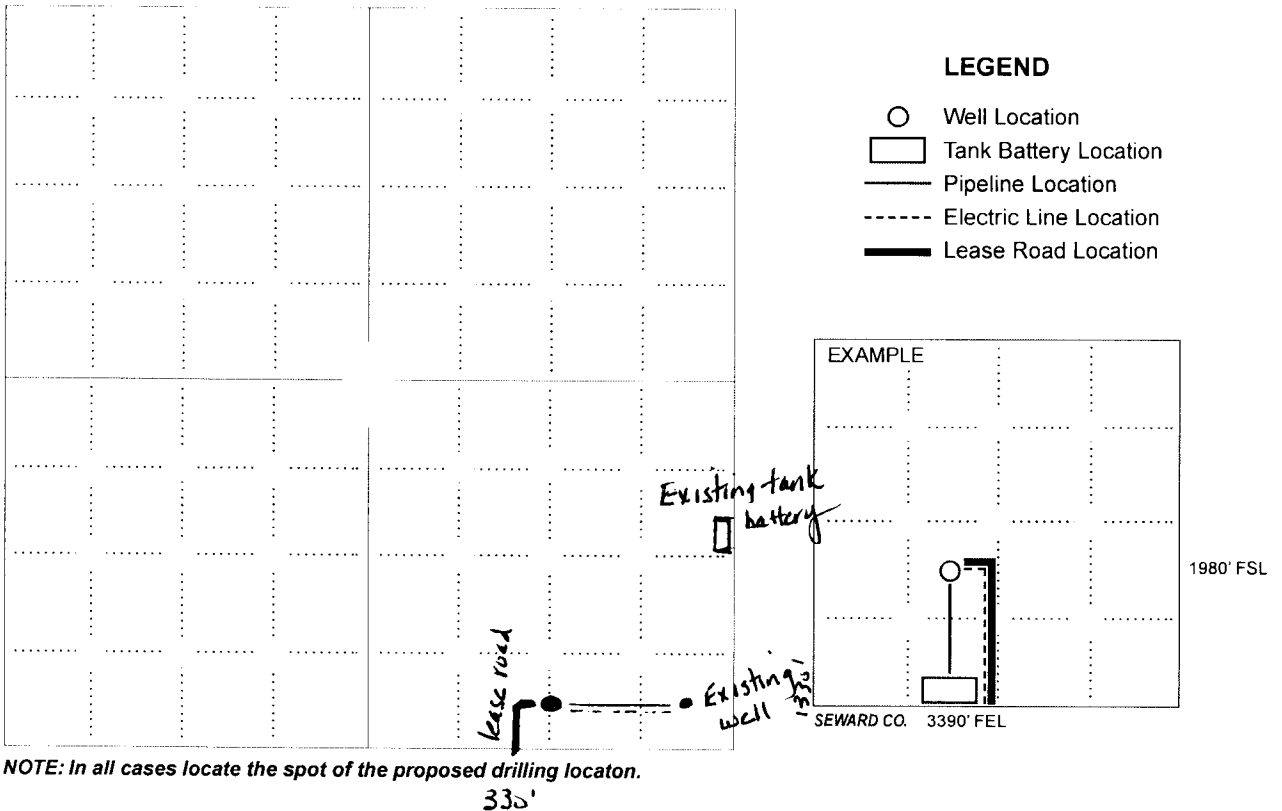 LEGEND
Well Location
Tank Battery Location
Pipeline Location
Electric Line Location
Lease Road Location
EXAMPLE
1980' FSL
SEWARD CO. 3390' FEL
Existing tank
battery
lease road
Existing
well
330'
NOTE: In all cases locate the spot of the proposed drilling locaton.
330'